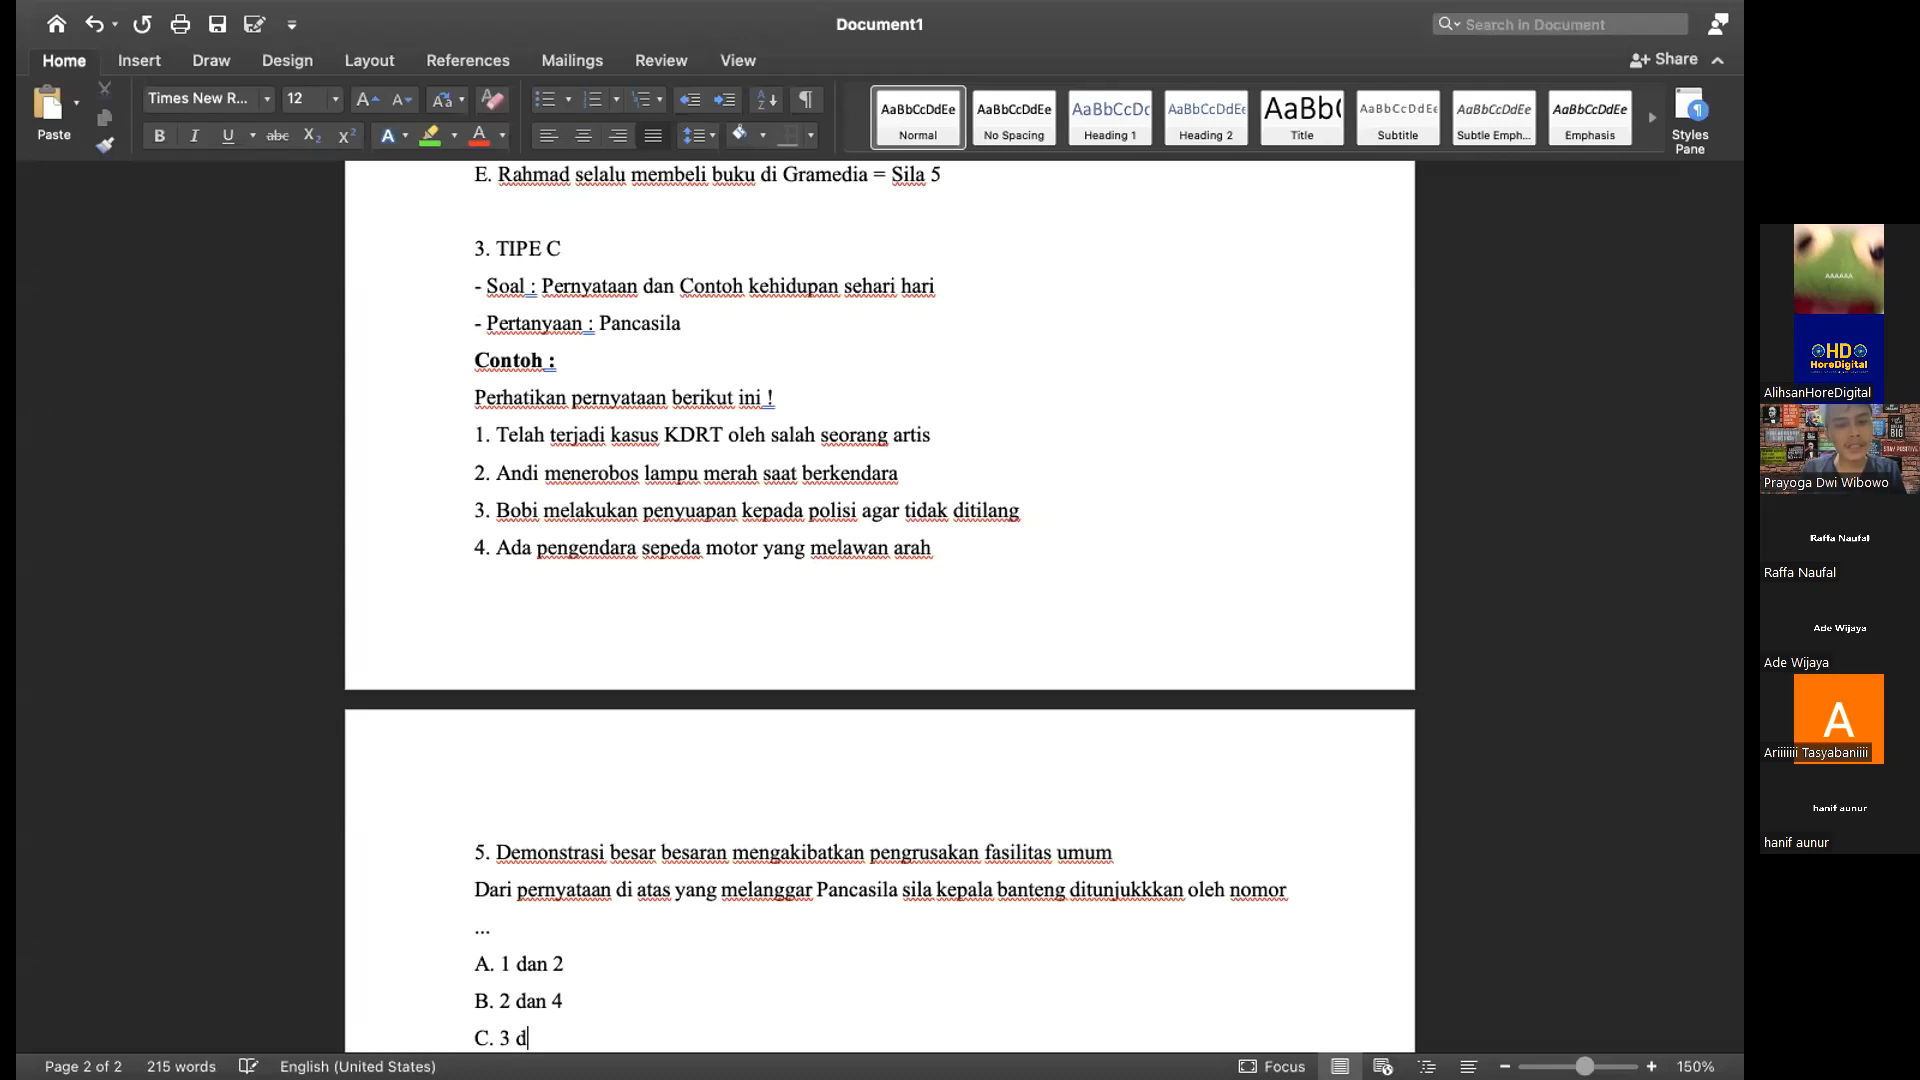 Document1
Search in Document
Home Insert Draw Design Layout References Mailings Review View
Share
Paste
Times New R... 12
AaBbCcDdEe Normal
AaBbCcDdEe No Spacing
AaBbCcDc Heading 1
AaBbCcDdEe Heading 2
AaBb( Title
AaBbCcDdEe Subtitle
AaBbCcDdEe Subtle Emph...
AaBbCcDdEe Emphasis
Styles Pane
E. Rahmad selalu membeli buku di Gramedia = Sila 5
3. TIPE C
- Soal : Pernyataan dan Contoh kehidupan sehari hari
- Pertanyaan : Pancasila
Contoh :
Perhatikan pernyataan berikut ini !
1. Telah terjadi kasus KDRT oleh salah seorang artis
2. Andi menerobos lampu merah saat berkendara
3. Bobi melakukan penyuapan kepada polisi agar tidak ditilang
4. Ada pengendara sepeda motor yang melawan arah
5. Demonstrasi besar besaran mengakibatkan pengrusakan fasilitas umum
Dari pernyataan di atas yang melanggar Pancasila sila kepala banteng ditunjukkkan oleh nomor
...
A. 1 dan 2
B. 2 dan 4
C. 3 d
Page 2 of 2 215 words English (United States) Focus 150%
AAAAAA
HD
HoreDigital
AlihsanHoreDigital
Prayoga Dwi Wibowo
Raffa Naufal
Raffa Naufal
Ade Wijaya
Ade Wijaya
A
Ariiiiiii Tasyabaniiii
hanif aunur
hanif aunur